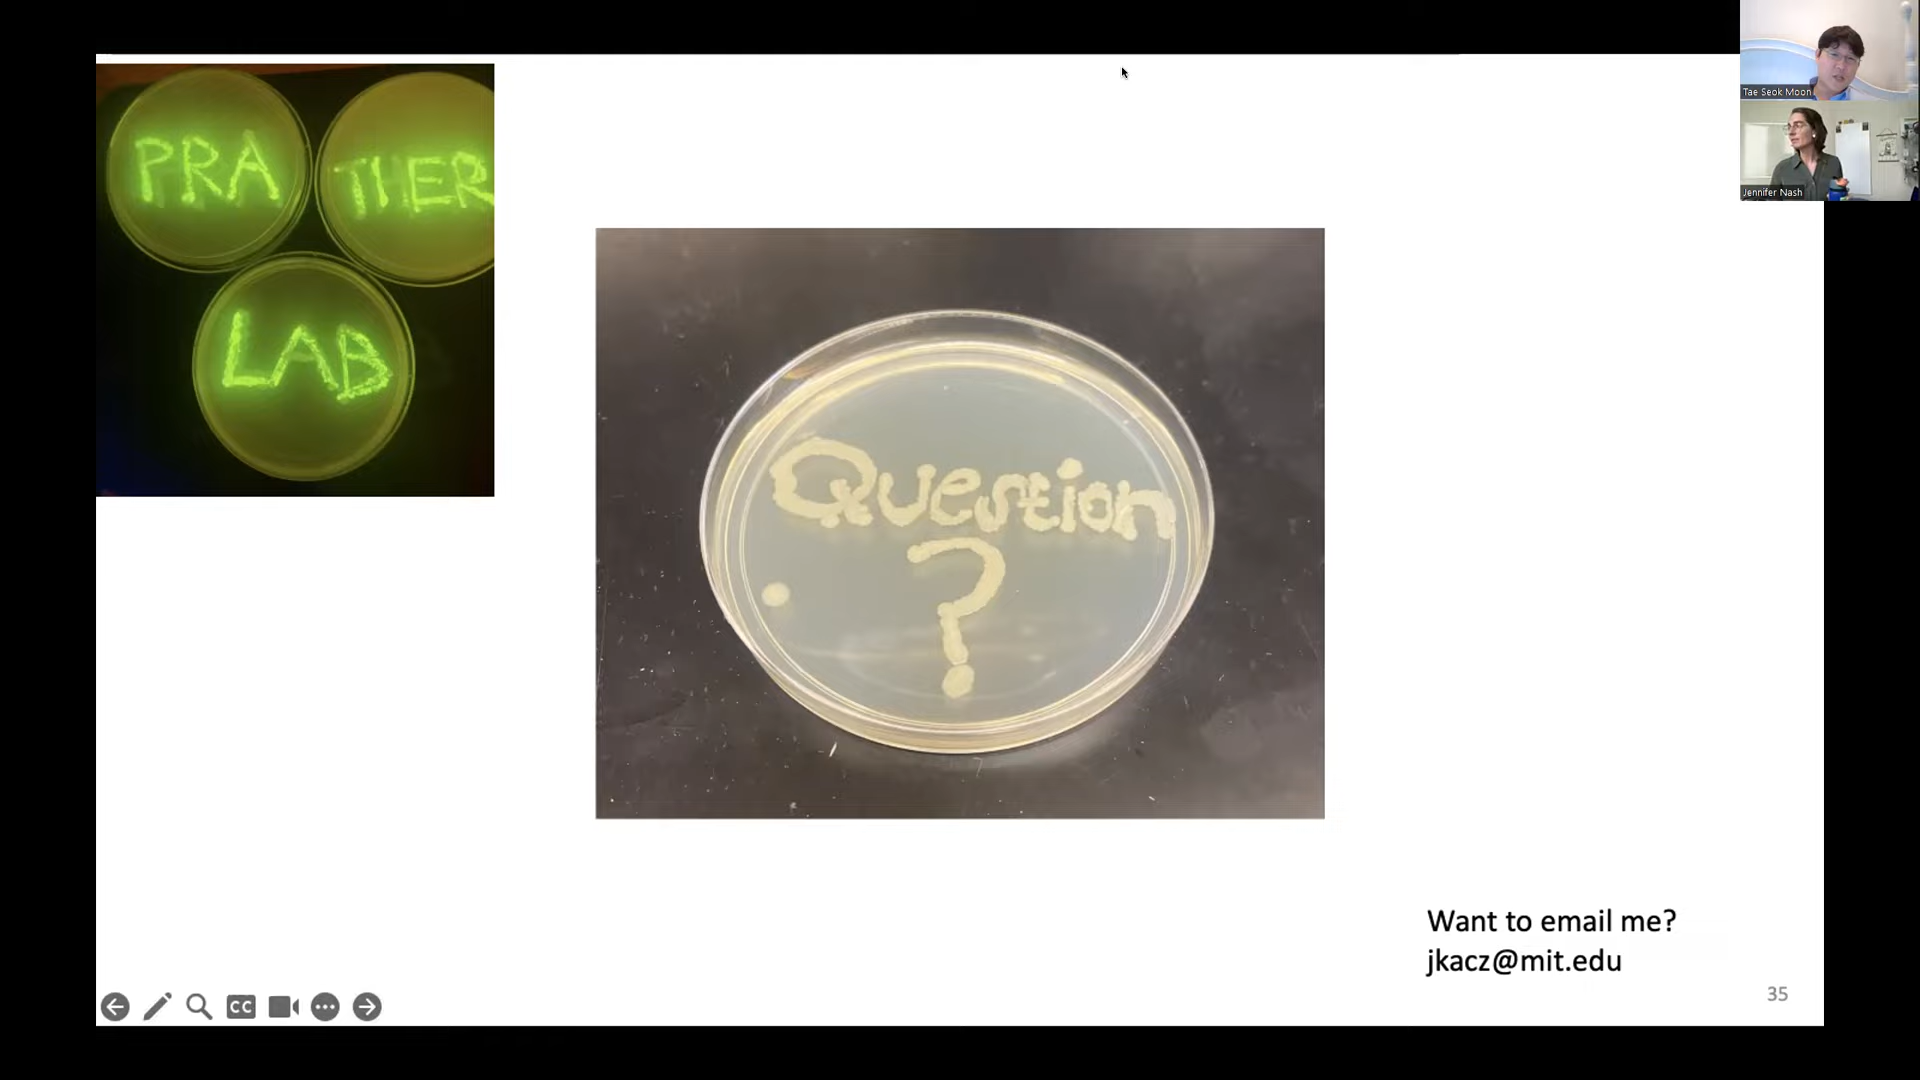 PRA
THER
LAB
Question
?
Tae Seok Moon
Jennifer Nash
Want to email me?
jkacz@mit.edu
35
CC